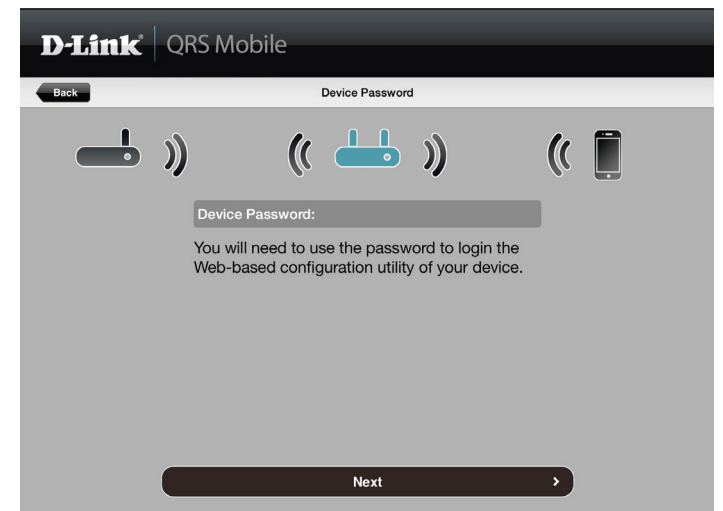 D-Link® QRS Mobile
Back Device Password
Device Password:
You will need to use the password to login the
Web-based configuration utility of your device.
Next